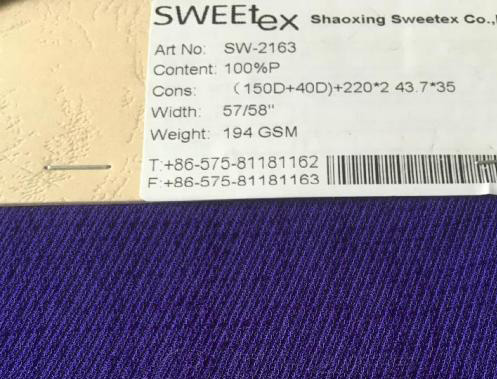 SWEEtex Shaoxing Sweetex Co.,
Art No: SW-2163
Content: 100%P
Cons: （150D+40D)+220*2 43.7*35
Width: 57/58"
Weight: 194 GSM
T:+86-575-81181162
F:+86-575-81181163